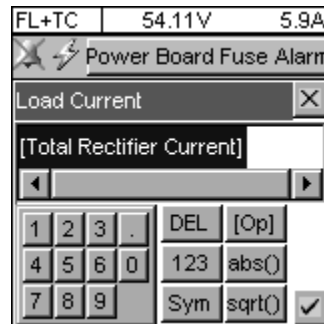 FL+TC 54.11V 5.9A
Power Board Fuse Alarm
Load Current
[Total Rectifier Current]
1 2 3 . DEL [Op]
4 5 6 0 123 abs()
7 8 9 Sym sqrt()